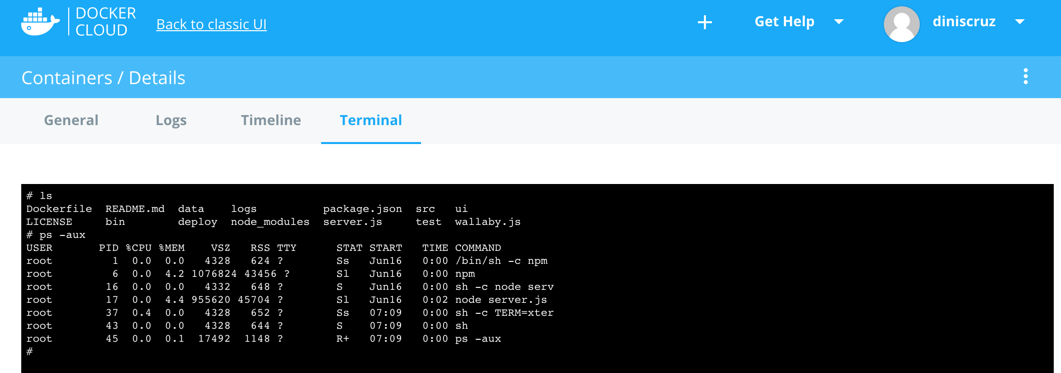 DOCKER
CLOUD
Back to classic UI
+ Get Help diniscruz
Containers / Details
General Logs Timeline Terminal
# ls
Dockerfile  README.md  data    logs          package.json  src   ui
LICENSE     bin        deploy  node_modules  server.js     test  wallaby.js
# ps -aux
USER       PID %CPU %MEM    VSZ   RSS TTY      STAT START   TIME COMMAND
root         1  0.0  0.0   4328   624 ?        Ss   Jun16   0:00 /bin/sh -c npm
root         6  0.0  4.2 1076824 43456 ?       Sl   Jun16   0:00 npm
root        16  0.0  0.0   4332   648 ?        S    Jun16   0:00 sh -c node serv
root        17  0.0  4.4 955620 45704 ?        Sl   Jun16   0:02 node server.js
root        37  0.4  0.0   4328   652 ?        Ss   07:09   0:00 sh -c TERM=xter
root        43  0.0  0.0   4328   644 ?        S    07:09   0:00 sh
root        45  0.0  0.1  17492  1148 ?        R+   07:09   0:00 ps -aux
#